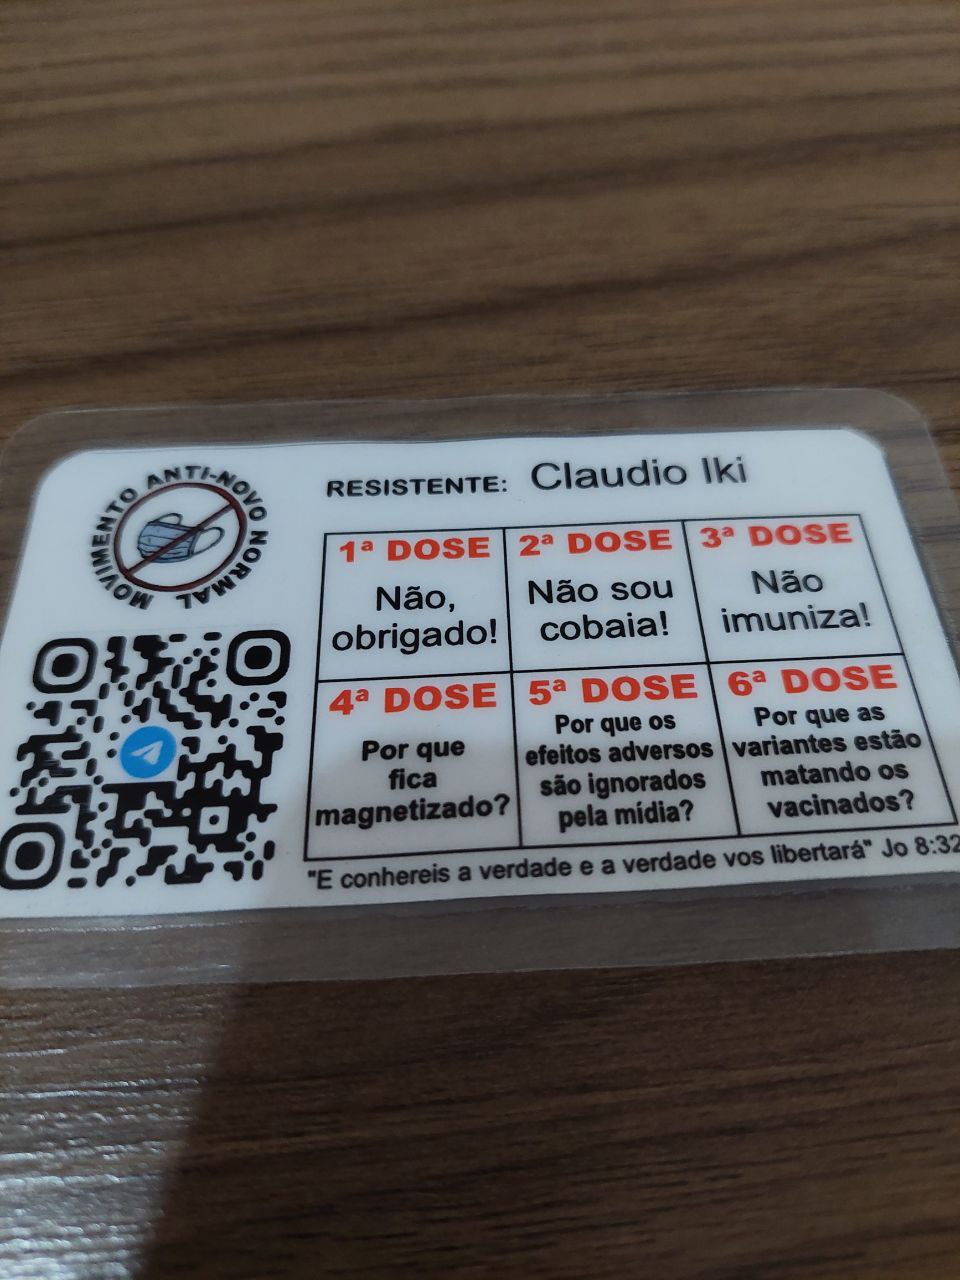 MOVIMENTO ANTI-NOVO NORMAL
RESISTENTE: Claudio Iki
1ª DOSE
Não,
obrigado!
2ª DOSE
Não sou
cobaia!
3ª DOSE
Não
imuniza!
4ª DOSE
Por que
fica
magnetizado?
5ª DOSE
Por que os
efeitos adversos
são ignorados
pela mídia?
6ª DOSE
Por que as
variantes estão
matando os
vacinados?
"E conhereis a verdade e a verdade vos libertará" Jo 8:32